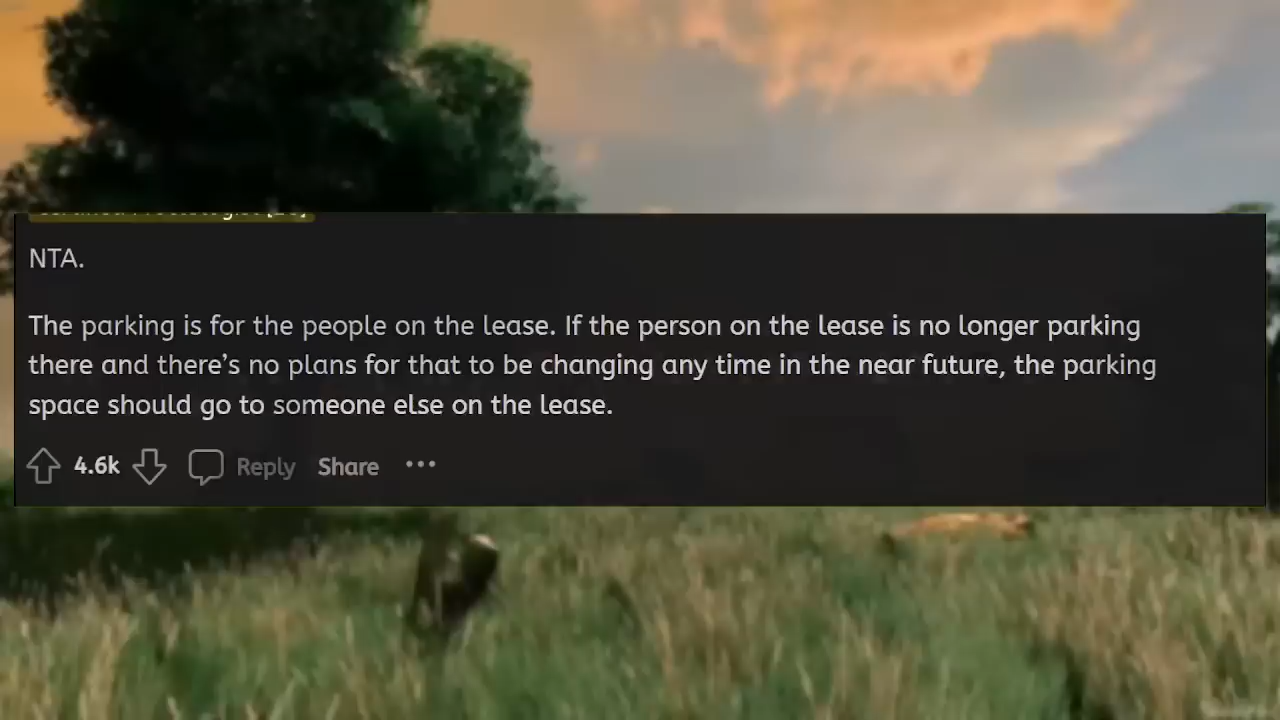 NTA.
The parking is for the people on the lease. If the person on the lease is no longer parking
there and there’s no plans for that to be changing any time in the near future, the parking
space should go to someone else on the lease.
4.6k Reply Share